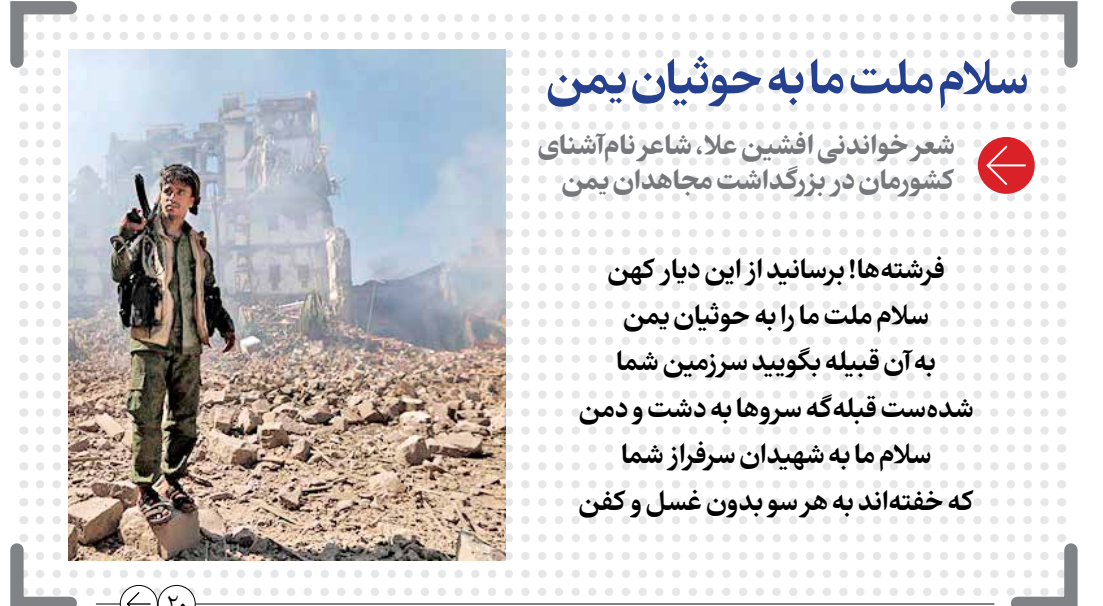 سلام ملت ما به حوثیان یمن
شعر خواندنی افشین علا، شاعر نام‌آشنای
کشورمان در بزرگداشت مجاهدان یمن
فرشته‌ها! برسانید از این دیار کهن
سلام ملت ما را به حوثیان یمن
به آن قبیله بگویید سرزمین شما
شده‌ست قبله‌گه سروها به دشت و دمن
سلام ما به شهیدان سرفراز شما
که خفته‌اند به هر سو بدون غسل و کفن
۲۰